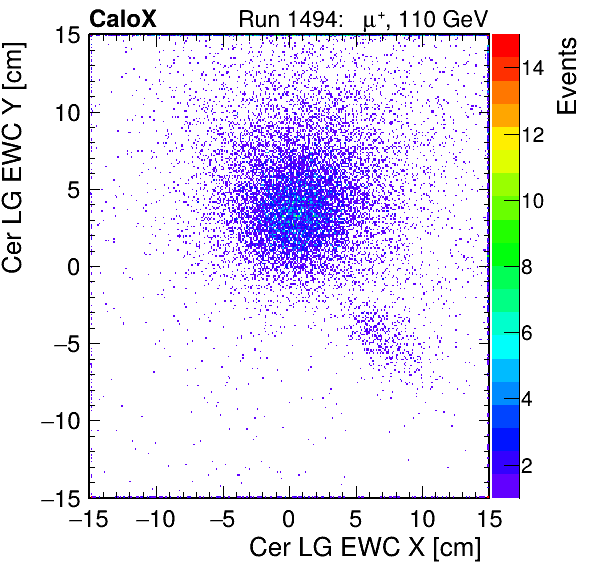 CaloX Run 1494: μ⁺, 110 GeV
15
10
5
0
−5
−10
−15
−15 −10 −5 0 5 10 15
Cer LG EWC X [cm]
Cer LG EWC Y [cm]
14
12
10
8
6
4
2
Events